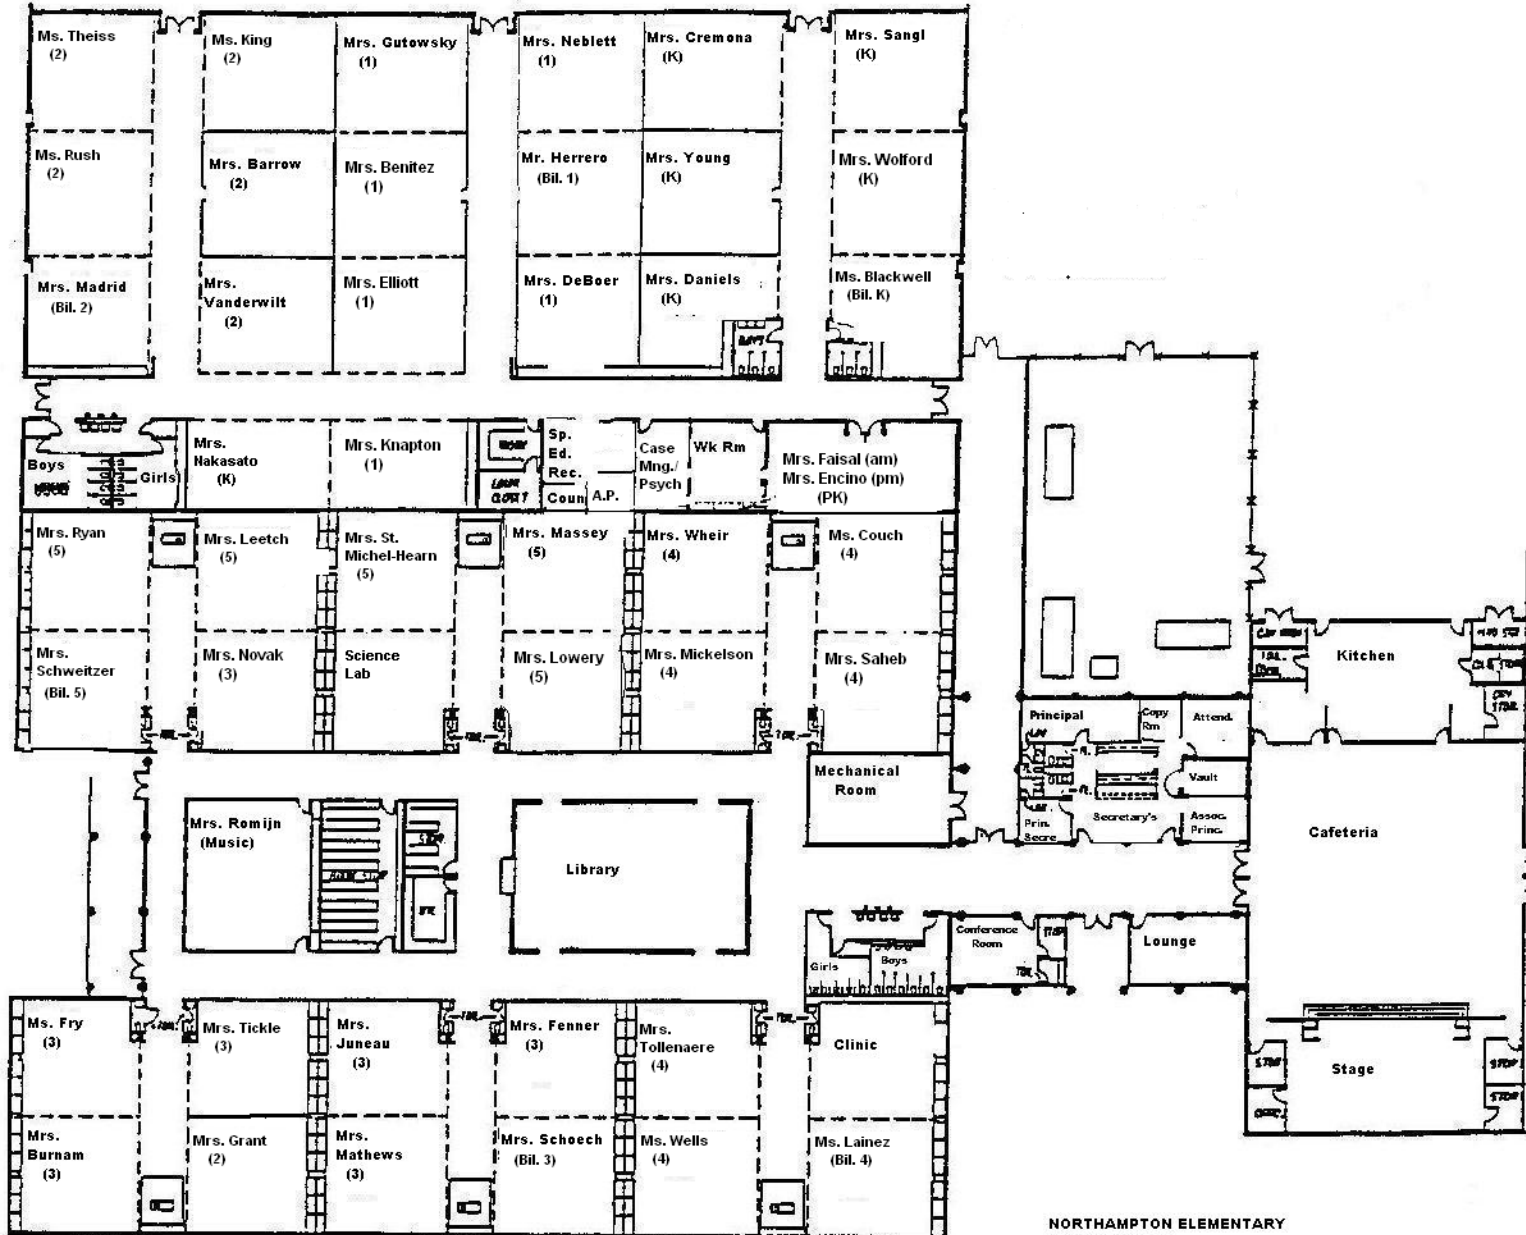 Ms. Theiss
(2)
Ms. King
(2)
Mrs. Gutowsky
(1)
Mrs. Neblett
(1)
Mrs. Cremona
(K)
Mrs. Sangl
(K)
Ms. Rush
(2)
Mrs. Barrow
(2)
Mrs. Benitez
(1)
Mr. Herrero
(Bil. 1)
Mrs. Young
(K)
Mrs. Wolford
(K)
Mrs. Madrid
(Bil. 2)
Mrs.
Vanderwilt
(2)
Mrs. Elliott
(1)
Mrs. DeBoer
(1)
Mrs. Daniels
(K)
Ms. Blackwell
(Bil. K)
Boys
Girls
Mrs.
Nakasato
(K)
Mrs. Knapton
(1)
Sp.
Ed.
Rec.
Coun
A.P.
Case
Mng./
Psych
Wk Rm
Mrs. Faisal (am)
Mrs. Encino (pm)
(PK)
Mrs. Ryan
(5)
Mrs. Leetch
(5)
Mrs. St.
Michel-Hearn
(5)
Mrs. Massey
(5)
Mrs. Wheir
(4)
Ms. Couch
(4)
Mrs.
Schweitzer
(Bil. 5)
Mrs. Novak
(3)
Science
Lab
Mrs. Lowery
(5)
Mrs. Mickelson
(4)
Mrs. Saheb
(4)
Kitchen
Principal
Copy
Rm
Attend.
Vault
Prin.
Secre
Secretary's
Assoc.
Princ.
Mechanical
Room
Mrs. Romijn
(Music)
Library
Cafeteria
Girls
Boys
Conference
Room
Lounge
Ms. Fry
(3)
Mrs. Tickle
(3)
Mrs.
Juneau
(3)
Mrs. Fenner
(3)
Mrs.
Tollenaere
(4)
Clinic
Stage
Mrs.
Burnam
(3)
Mrs. Grant
(2)
Mrs.
Mathews
(3)
Mrs. Schoech
(Bil. 3)
Ms. Wells
(4)
Ms. Lainez
(Bil. 4)
NORTHAMPTON ELEMENTARY